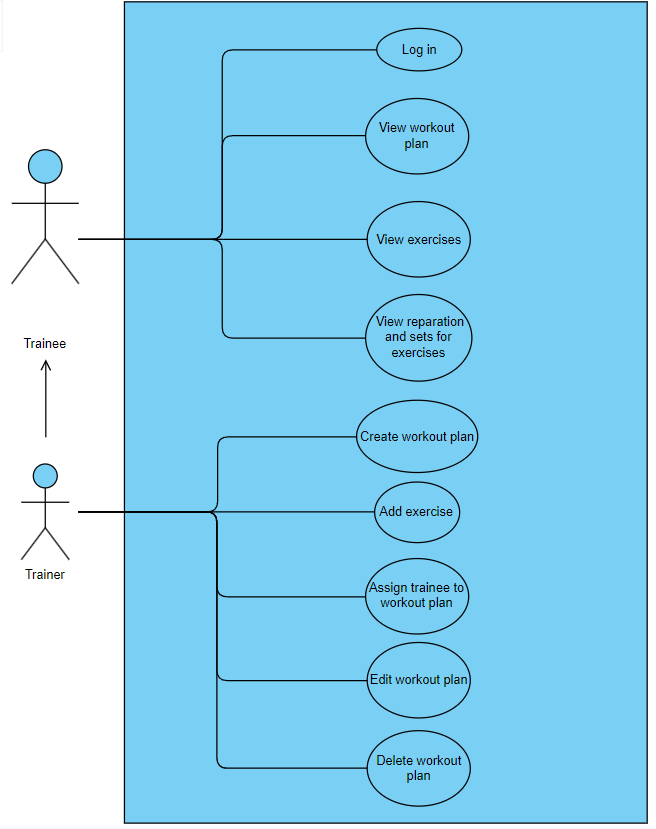 Log in
View workout
plan
View exercises
View reparation
and sets for
exercises
Trainee
Create workout plan
Add exercise
Trainer
Assign trainee to
workout plan
Edit workout plan
Delete workout
plan